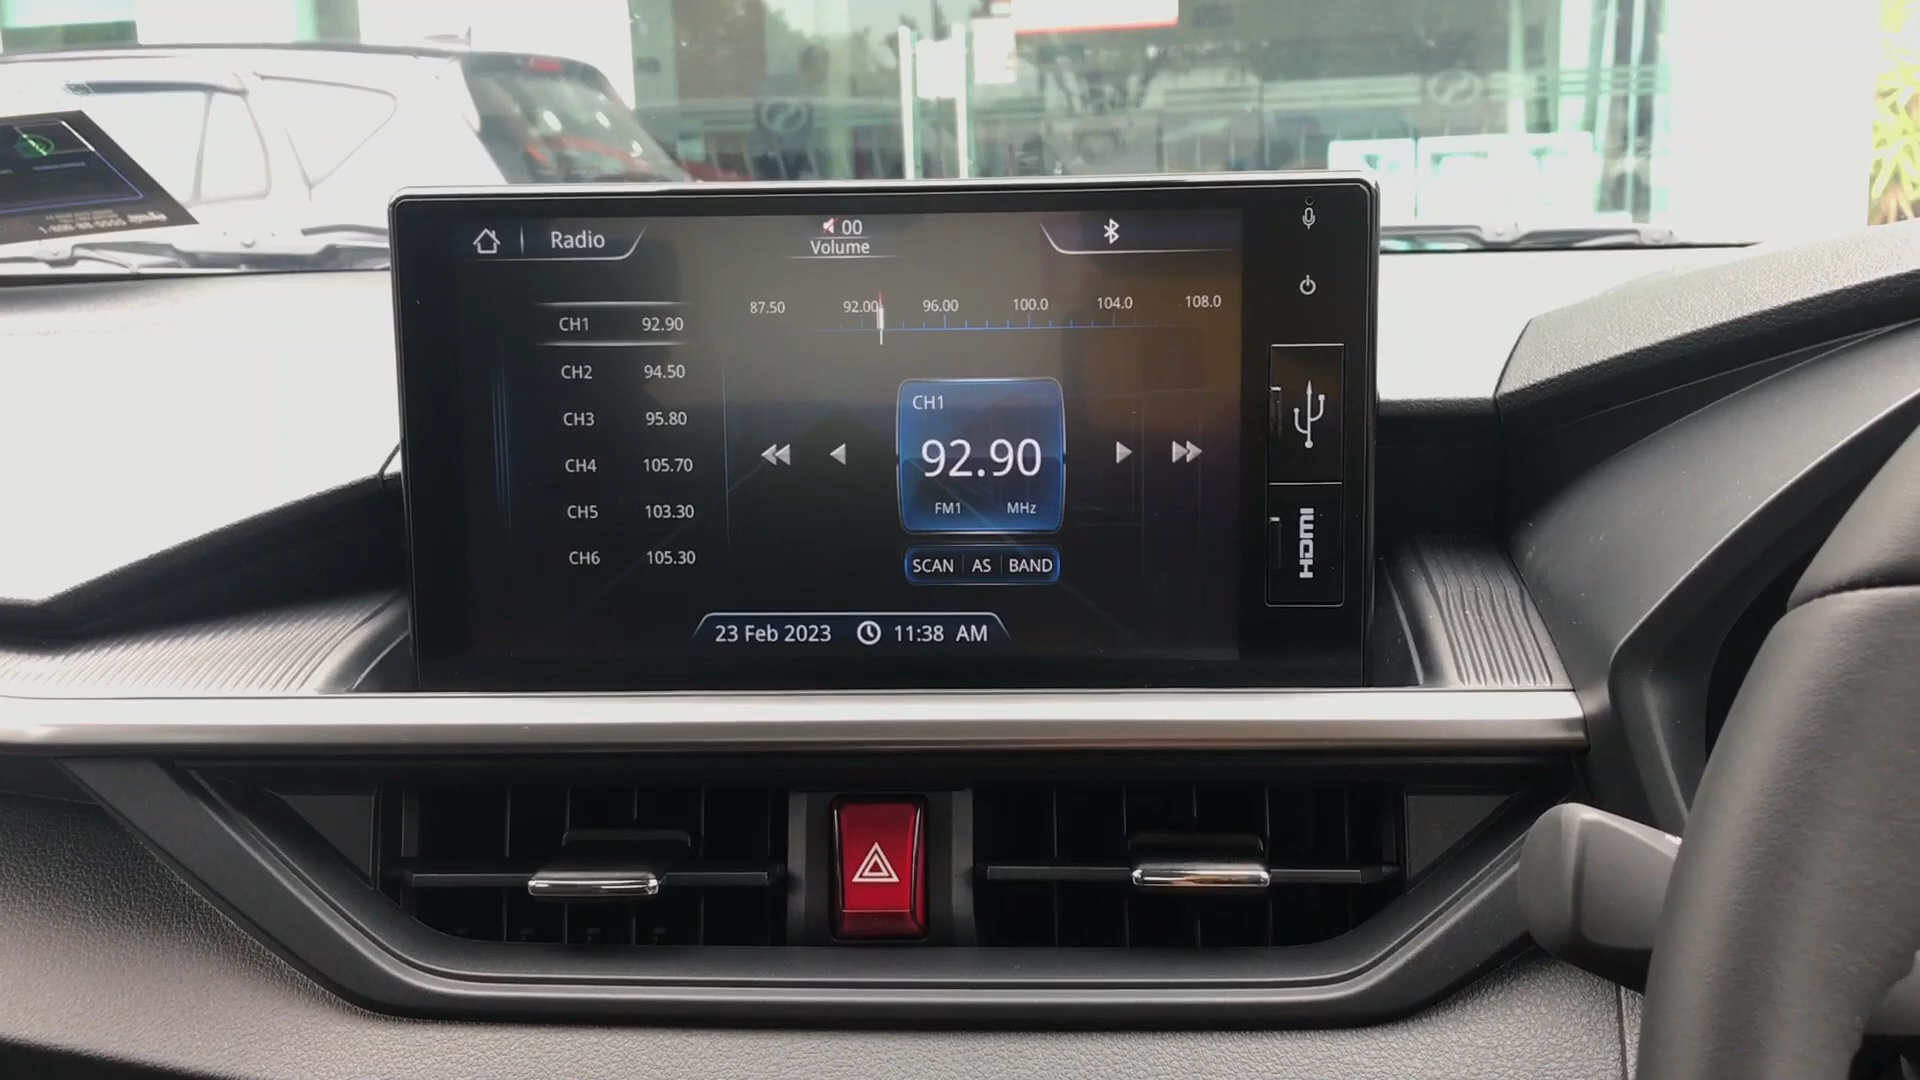 Radio
00
Volume
87.50 92.00 96.00 100.0 104.0 108.0
CH1 92.90
CH2 94.50
CH3 95.80
CH4 105.70
CH5 103.30
CH6 105.30
CH1
92.90
FM1 MHz
SCAN AS BAND
23 Feb 2023 11:38 AM
HDMI